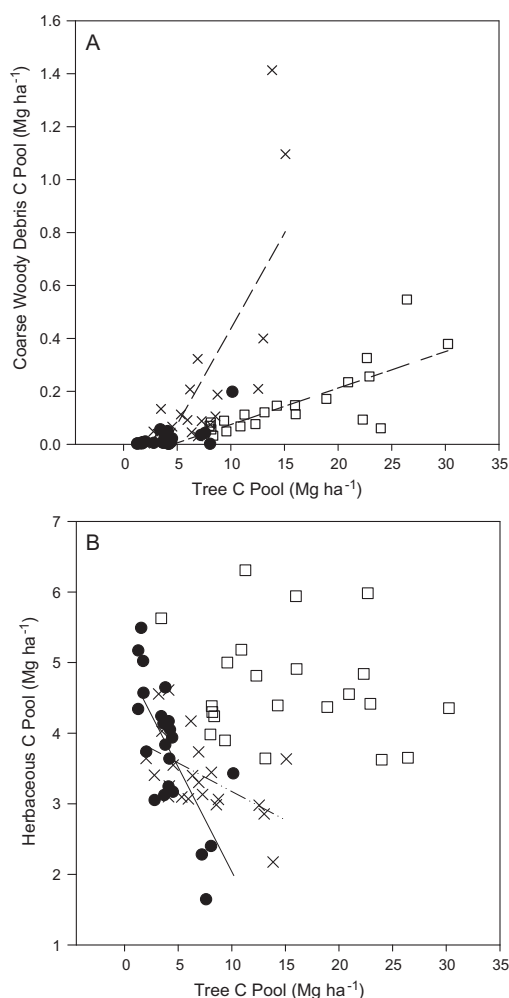 A
Coarse Woody Debris C Pool (Mg ha⁻¹)
1.6
1.4
1.2
1.0
0.8
0.6
0.4
0.2
0.0
0 5 10 15 20 25 30 35
Tree C Pool (Mg ha⁻¹)
B
Herbaceous C Pool (Mg ha⁻¹)
7
6
5
4
3
2
1
0 5 10 15 20 25 30 35
Tree C Pool (Mg ha⁻¹)